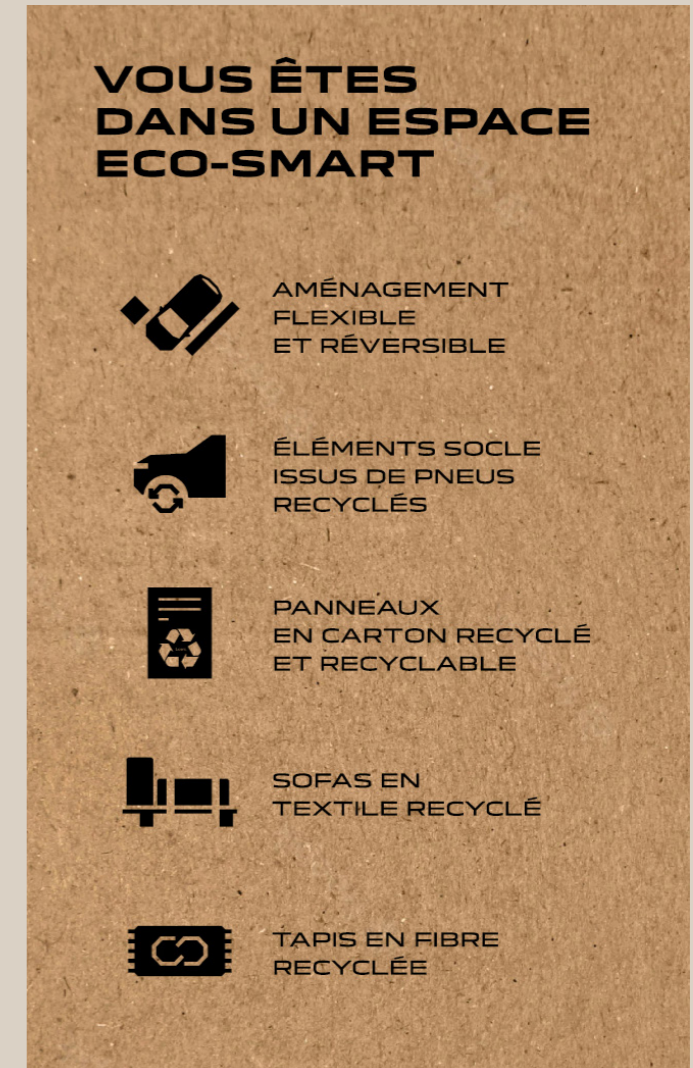 VOUS ÊTES
DANS UN ESPACE
ECO-SMART
AMÉNAGEMENT
FLEXIBLE
ET RÉVERSIBLE
ÉLÉMENTS SOCLE
ISSUS DE PNEUS
RECYCLÉS
PANNEAUX
EN CARTON RECYCLÉ
ET RECYCLABLE
SOFAS EN
TEXTILE RECYCLÉ
TAPIS EN FIBRE
RECYCLÉE